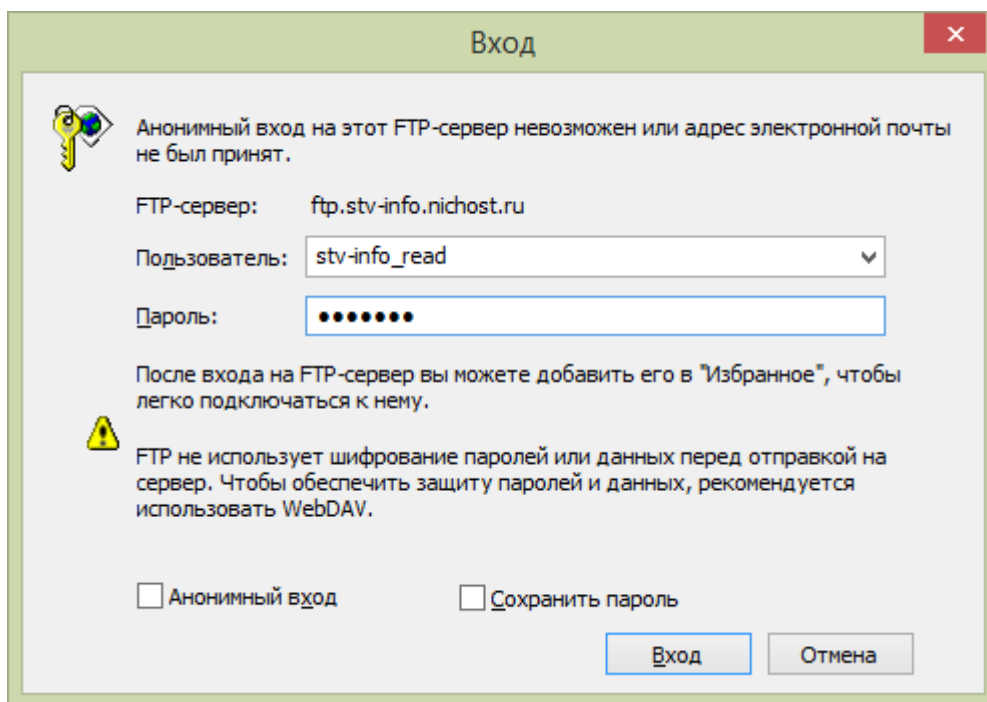 Вход
Анонимный вход на этот FTP-сервер невозможен или адрес электронной почты
не был принят.
FTP-сервер: ftp.stv-info.nichost.ru
Пользователь: stv-info_read
Пароль: •••••••
После входа на FTP-сервер вы можете добавить его в "Избранное", чтобы
легко подключаться к нему.
FTP не использует шифрование паролей или данных перед отправкой на
сервер. Чтобы обеспечить защиту паролей и данных, рекомендуется
использовать WebDAV.
Анонимный вход Сохранить пароль
Вход Отмена